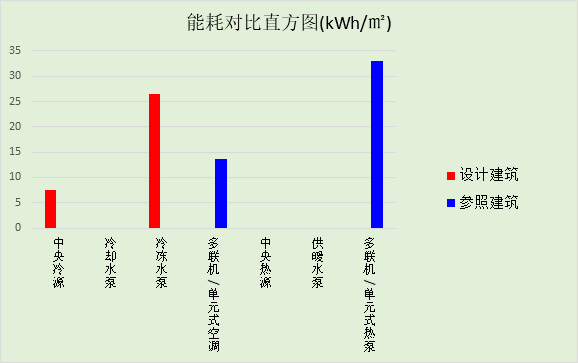 能耗对比直方图(kWh/㎡)
35
30
25
20
15
10
5
0
中央冷源
冷却水泵
冷冻水泵
多联机/单元式空调
中央热源
供暖水泵
多联机/单元式热泵
设计建筑
参照建筑